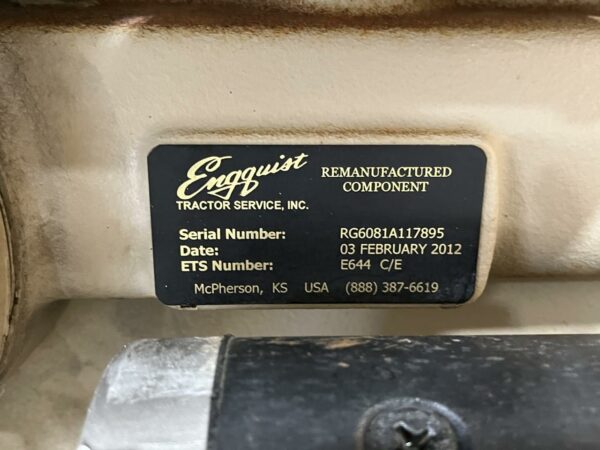 Engquist
TRACTOR SERVICE, INC.
REMANUFACTURED
COMPONENT
Serial Number: RG6081A117895
Date: 03 FEBRUARY 2012
ETS Number: E644 C/E
McPherson, KS USA (888) 387-6619